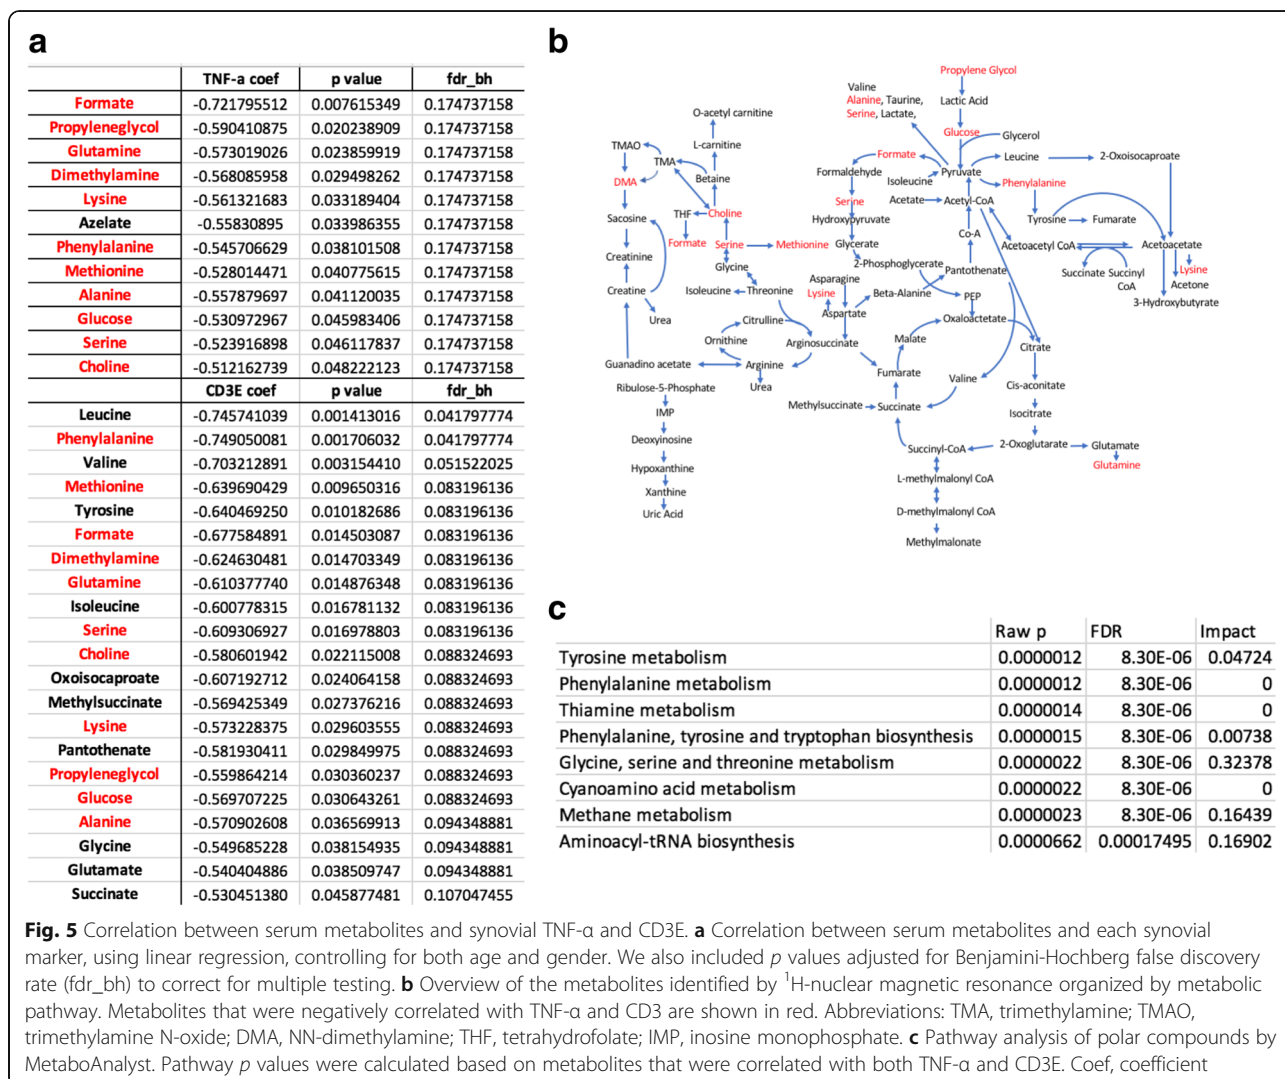 a
TNF-a coef p value fdr_bh
Formate -0.721795512 0.007615349 0.174737158
Propyleneglycol -0.590410875 0.020238909 0.174737158
Glutamine -0.573019026 0.023859919 0.174737158
Dimethylamine -0.568085958 0.029498262 0.174737158
Lysine -0.561321683 0.033189404 0.174737158
Azelate -0.55830895 0.033986355 0.174737158
Phenylalanine -0.545706629 0.038101508 0.174737158
Methionine -0.528014471 0.040775615 0.174737158
Alanine -0.557879697 0.041120035 0.174737158
Glucose -0.530972967 0.045983406 0.174737158
Serine -0.523916898 0.046117837 0.174737158
Choline -0.512162739 0.048222123 0.174737158
CD3E coef p value fdr_bh
Leucine -0.745741039 0.001413016 0.041797774
Phenylalanine -0.749050081 0.001706032 0.041797774
Valine -0.703212891 0.003154410 0.051522025
Methionine -0.639690429 0.009650316 0.083196136
Tyrosine -0.640469250 0.010182686 0.083196136
Formate -0.677584891 0.014503087 0.083196136
Dimethylamine -0.624630481 0.014703349 0.083196136
Glutamine -0.610377740 0.014876348 0.083196136
Isoleucine -0.600778315 0.016781132 0.083196136
Serine -0.609306927 0.016978803 0.083196136
Choline -0.580601942 0.022115008 0.088324693
Oxoisocaproate -0.607192712 0.024064158 0.088324693
Methylsuccinate -0.569425349 0.027376216 0.088324693
Lysine -0.573228375 0.029603555 0.088324693
Pantothenate -0.581930411 0.029849975 0.088324693
Propyleneglycol -0.559864214 0.030360237 0.088324693
Glucose -0.569707225 0.030643261 0.088324693
Alanine -0.570902608 0.036569913 0.094348881
Glycine -0.549685228 0.038154935 0.094348881
Glutamate -0.540404886 0.038509747 0.094348881
Succinate -0.530451380 0.045877481 0.107047455
b
Propylene Glycol
Valine
Alanine, Taurine,
Serine, Lactate,
Lactic Acid
O-acetyl carnitine
Glucose
Glycerol
TMAO
L-carnitine
TMA
Formate
Leucine
2-Oxoisocaproate
DMA
Betaine
Formaldehyde
Isoleucine
Pyruvate
Phenylalanine
Serine
Acetate
Acetyl-CoA
Sacosine
THF
Choline
Hydroxypyruvate
Tyrosine
Fumarate
Co-A
Formate
Serine
Methionine
Glycerate
Acetoacetyl CoA
Acetoacetate
Creatinine
Glycine
2-Phosphoglycerate
Pantothenate
Succinate
Succinyl
CoA
Lysine
Acetone
Asparagine
Creatine
Isoleucine
Threonine
Lysine
Beta-Alanine
PEP
3-Hydroxybutyrate
Urea
Citrulline
Aspartate
Oxaloactetate
Ornithine
Arginosuccinate
Malate
Citrate
Guanadino acetate
Arginine
Fumarate
Valine
Cis-aconitate
Ribulose-5-Phosphate
Urea
IMP
Methylsuccinate
Succinate
Isocitrate
Deoxyinosine
Succinyl-CoA
2-Oxoglutarate
Glutamate
Hypoxanthine
Glutamine
L-methylmalonyl CoA
Xanthine
Uric Acid
D-methylmalonyl CoA
Methylmalonate
c
Raw p FDR Impact
Tyrosine metabolism 0.0000012 8.30E-06 0.04724
Phenylalanine metabolism 0.0000012 8.30E-06 0
Thiamine metabolism 0.0000014 8.30E-06 0
Phenylalanine, tyrosine and tryptophan biosynthesis 0.0000015 8.30E-06 0.00738
Glycine, serine and threonine metabolism 0.0000022 8.30E-06 0.32378
Cyanoamino acid metabolism 0.0000022 8.30E-06 0
Methane metabolism 0.0000023 8.30E-06 0.16439
Aminoacyl-tRNA biosynthesis 0.0000662 0.00017495 0.16902
Fig. 5 Correlation between serum metabolites and synovial TNF-α and CD3E. a Correlation between serum metabolites and each synovial
marker, using linear regression, controlling for both age and gender. We also included p values adjusted for Benjamini-Hochberg false discovery
rate (fdr_bh) to correct for multiple testing. b Overview of the metabolites identified by ¹H-nuclear magnetic resonance organized by metabolic
pathway. Metabolites that were negatively correlated with TNF-α and CD3 are shown in red. Abbreviations: TMA, trimethylamine; TMAO,
trimethylamine N-oxide; DMA, NN-dimethylamine; THF, tetrahydrofolate; IMP, inosine monophosphate. c Pathway analysis of polar compounds by
MetaboAnalyst. Pathway p values were calculated based on metabolites that were correlated with both TNF-α and CD3E. Coef, coefficient